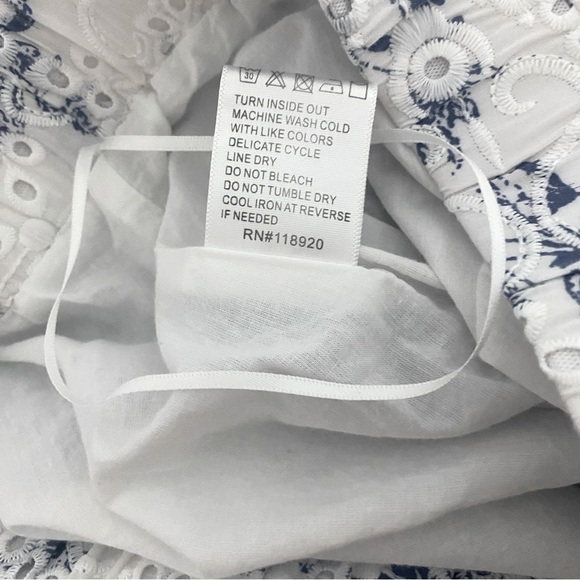 30
TURN INSIDE OUT
MACHINE WASH COLD
WITH LIKE COLORS
DELICATE CYCLE
LINE DRY
DO NOT BLEACH
DO NOT TUMBLE DRY
COOL IRON AT REVERSE
IF NEEDED
RN#118920